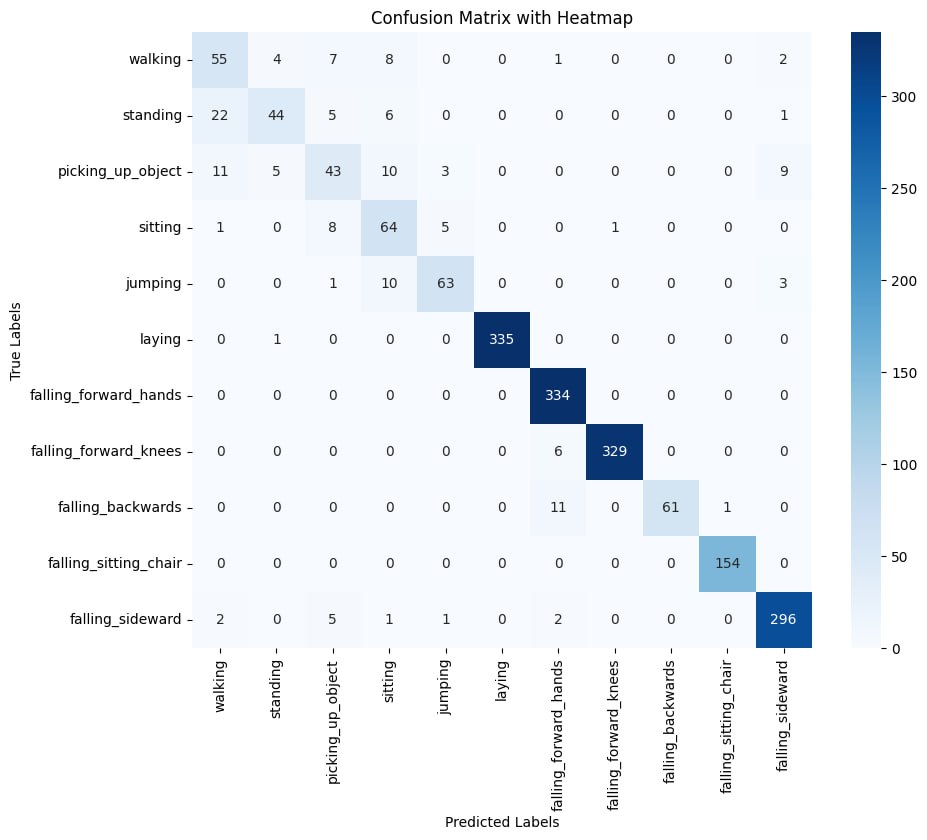 Confusion Matrix with Heatmap
True Labels
walking 55 4 7 8 0 0 1 0 0 0 2
standing 22 44 5 6 0 0 0 0 0 0 1
picking_up_object 11 5 43 10 3 0 0 0 0 0 9
sitting 1 0 8 64 5 0 0 1 0 0 0
jumping 0 0 1 10 63 0 0 0 0 0 3
laying 0 1 0 0 0 335 0 0 0 0 0
falling_forward_hands 0 0 0 0 0 0 334 0 0 0 0
falling_forward_knees 0 0 0 0 0 0 6 329 0 0 0
falling_backwards 0 0 0 0 0 0 11 0 61 1 0
falling_sitting_chair 0 0 0 0 0 0 0 0 0 154 0
falling_sideward 2 0 5 1 1 0 2 0 0 0 296
walking
standing
picking_up_object
sitting
jumping
laying
falling_forward_hands
falling_forward_knees
falling_backwards
falling_sitting_chair
falling_sideward
Predicted Labels
300
250
200
150
100
50
0